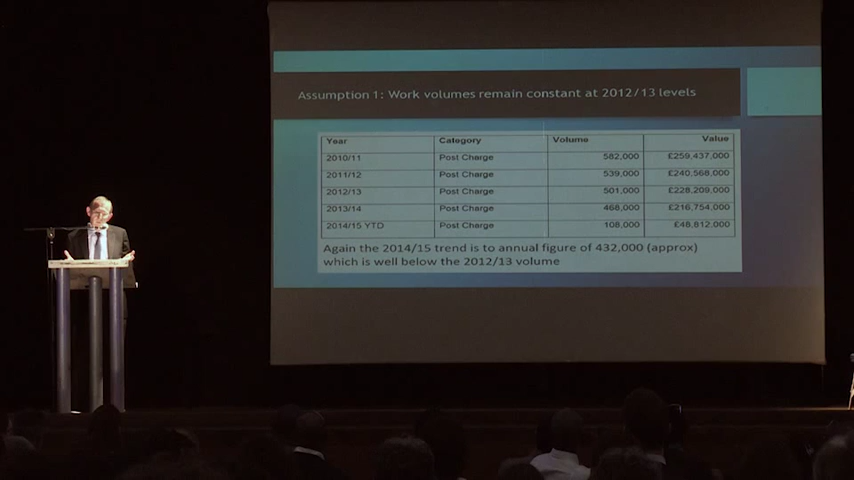 Assumption 1: Work volumes remain constant at 2012/13 levels
Year Category Volume Value
2010/11 Post Charge 582,000 £259,437,000
2011/12 Post Charge 539,000 £240,568,000
2012/13 Post Charge 501,000 £228,209,000
2013/14 Post Charge 468,000 £216,754,000
2014/15 YTD Post Charge 108,000 £48,812,000
Again the 2014/15 trend is to annual figure of 432,000 (approx)
which is well below the 2012/13 volume